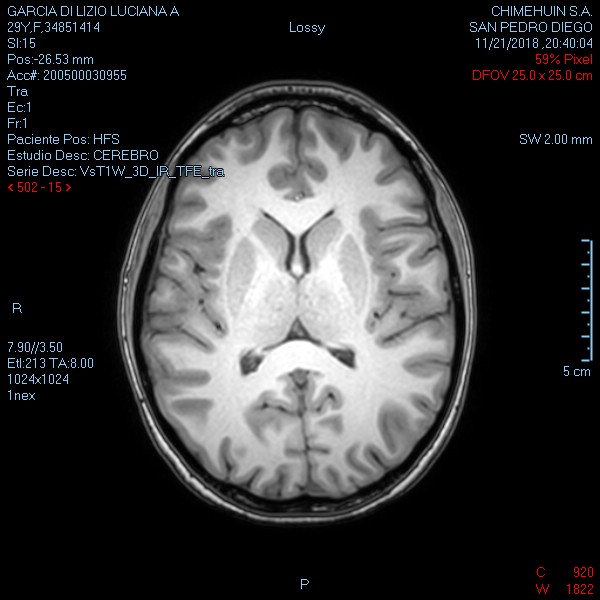 GARCIA DI LIZIO LUCIANA A
29Y,F,34851414
Sl:15
Pos:-26.53 mm
Acc#: 200500030955
Tra
Ec:1
Fr:1
Paciente Pos: HFS
Estudio Desc: CEREBRO
Serie Desc: VsT1W_3D_IR_TFE_tra
< 502 - 15 >
Lossy
CHIMEHUIN S.A.
SAN PEDRO DIEGO
11/21/2018 ,20:40:04
59% Pixel
DFOV 25.0 x 25.0 cm
SW 2.00 mm
R
5 cm
7.90//3.50
Etl:213 TA:8.00
1024x1024
1nex
P
C 920
W 1822